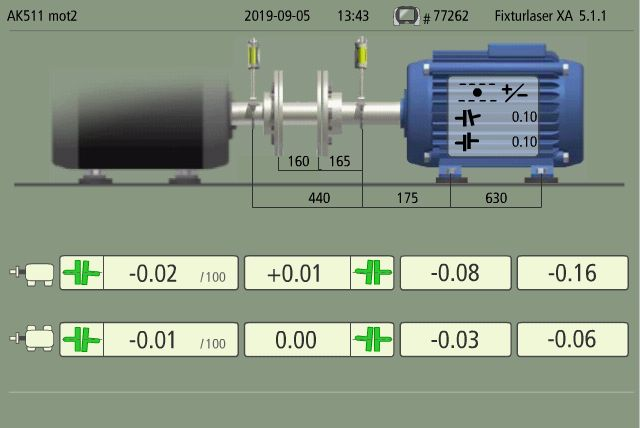 AK511 mot2 2019-09-05 13:43 # 77262 Fixturlaser XA 5.1.1
+/-
0.10
0.10
160 165
440 175 630
-0.02 /100 +0.01 -0.08 -0.16
-0.01 /100 0.00 -0.03 -0.06